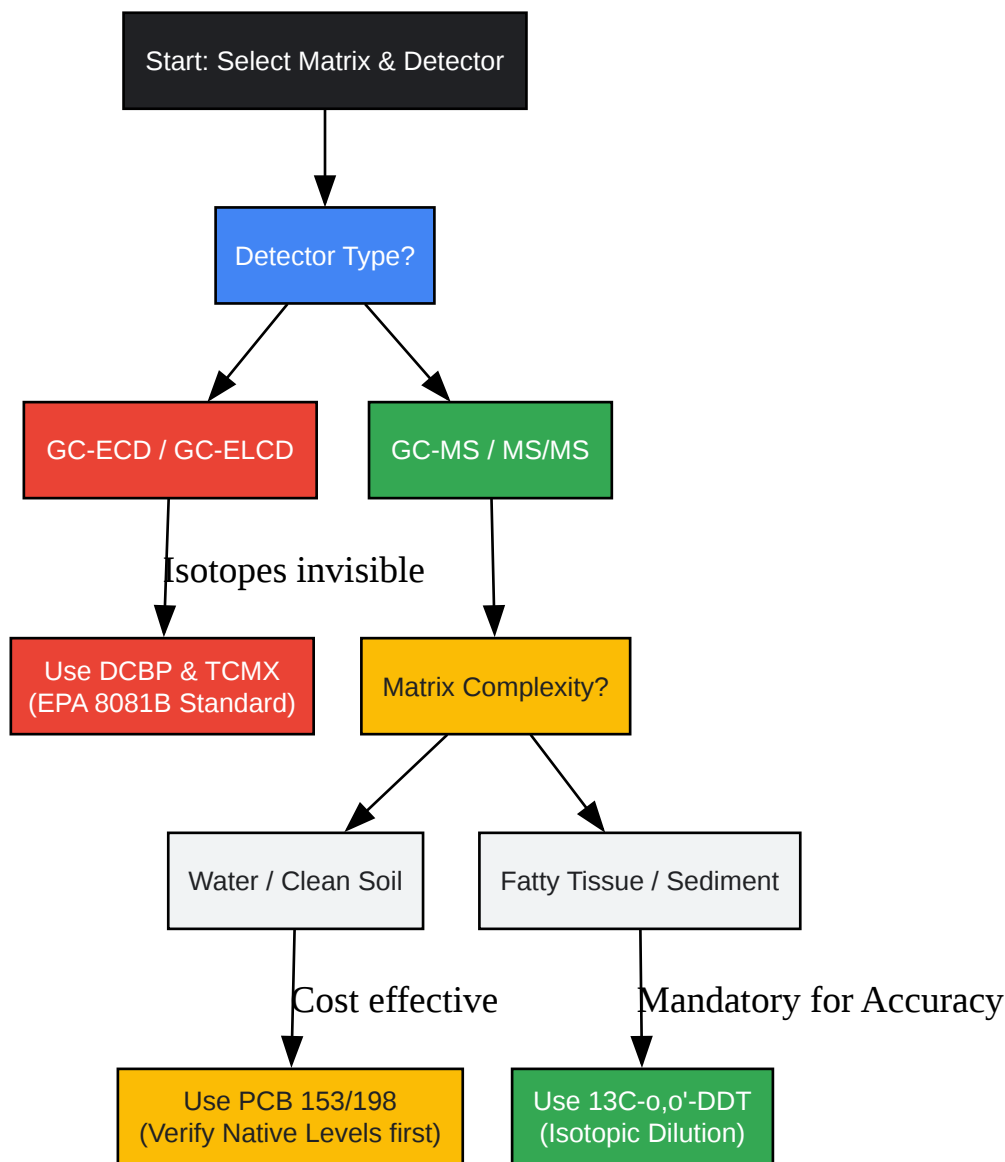 Start: Select Matrix & Detector
Detector Type?
GC-ECD / GC-ELCD
GC-MS / MS/MS
Isotopes invisible
Use DCBP & TCMX
(EPA 8081B Standard)
Matrix Complexity?
Water / Clean Soil
Fatty Tissue / Sediment
Cost effective
Mandatory for Accuracy
Use PCB 153/198
(Verify Native Levels first)
Use 13C-o,o'-DDT
(Isotopic Dilution)